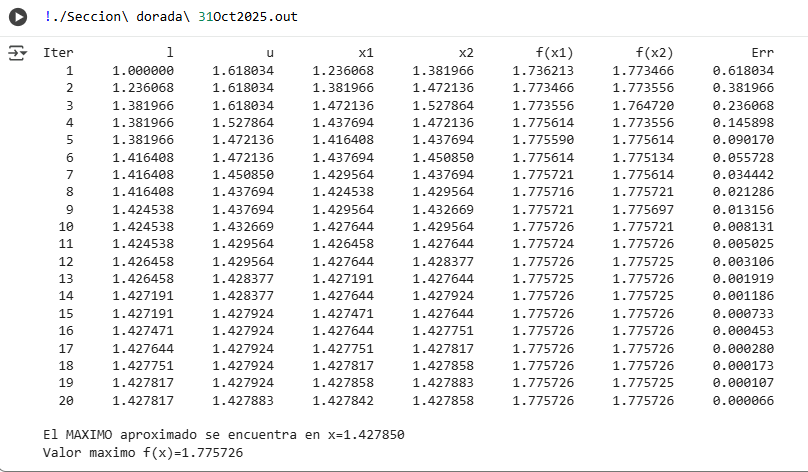 !./Seccion\ dorada\ 31Oct2025.out
Iter l u x1 x2 f(x1) f(x2) Err
1 1.000000 1.618034 1.236068 1.381966 1.736213 1.773466 0.618034
2 1.236068 1.618034 1.381966 1.472136 1.773466 1.773556 0.381966
3 1.381966 1.618034 1.472136 1.527864 1.773556 1.764720 0.236068
4 1.381966 1.527864 1.437694 1.472136 1.775614 1.773556 0.145898
5 1.381966 1.472136 1.416408 1.437694 1.775590 1.775614 0.090170
6 1.416408 1.472136 1.437694 1.450850 1.775614 1.775134 0.055728
7 1.416408 1.450850 1.429564 1.437694 1.775721 1.775614 0.034442
8 1.416408 1.437694 1.424538 1.429564 1.775716 1.775721 0.021286
9 1.424538 1.437694 1.429564 1.432669 1.775721 1.775697 0.013156
10 1.424538 1.432669 1.427644 1.429564 1.775726 1.775721 0.008131
11 1.424538 1.429564 1.426458 1.427644 1.775724 1.775726 0.005025
12 1.426458 1.429564 1.427644 1.428377 1.775726 1.775725 0.003106
13 1.426458 1.428377 1.427191 1.427644 1.775725 1.775726 0.001919
14 1.427191 1.428377 1.427644 1.427924 1.775726 1.775725 0.001186
15 1.427191 1.427924 1.427471 1.427644 1.775726 1.775726 0.000733
16 1.427471 1.427924 1.427644 1.427751 1.775726 1.775726 0.000453
17 1.427644 1.427924 1.427751 1.427817 1.775726 1.775726 0.000280
18 1.427751 1.427924 1.427817 1.427858 1.775726 1.775726 0.000173
19 1.427817 1.427924 1.427858 1.427883 1.775726 1.775725 0.000107
20 1.427817 1.427883 1.427842 1.427858 1.775726 1.775726 0.000066
El MAXIMO aproximado se encuentra en x=1.427850
Valor maximo f(x)=1.775726